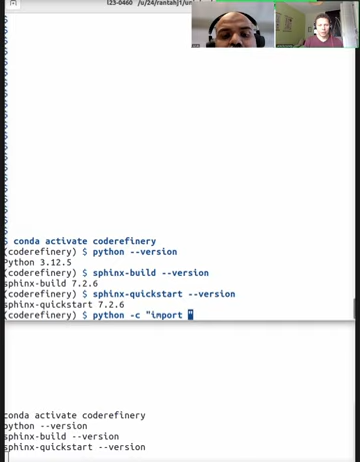 l23-0460 /u/24/rantahj1/un
$ conda activate coderefinery
(coderefinery) $ python --version
Python 3.12.5
(coderefinery) $ sphinx-build --version
sphinx-build 7.2.6
(coderefinery) $ sphinx-quickstart --version
sphinx-quickstart 7.2.6
(coderefinery) $ python -c "import "
conda activate coderefinery
python --version
sphinx-build --version
sphinx-quickstart --version